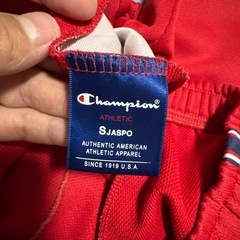 Champion
ATHLETIC
SJASPO
AUTHENTIC AMERICAN
ATHLETIC APPAREL
SINCE 1919 U.S.A.